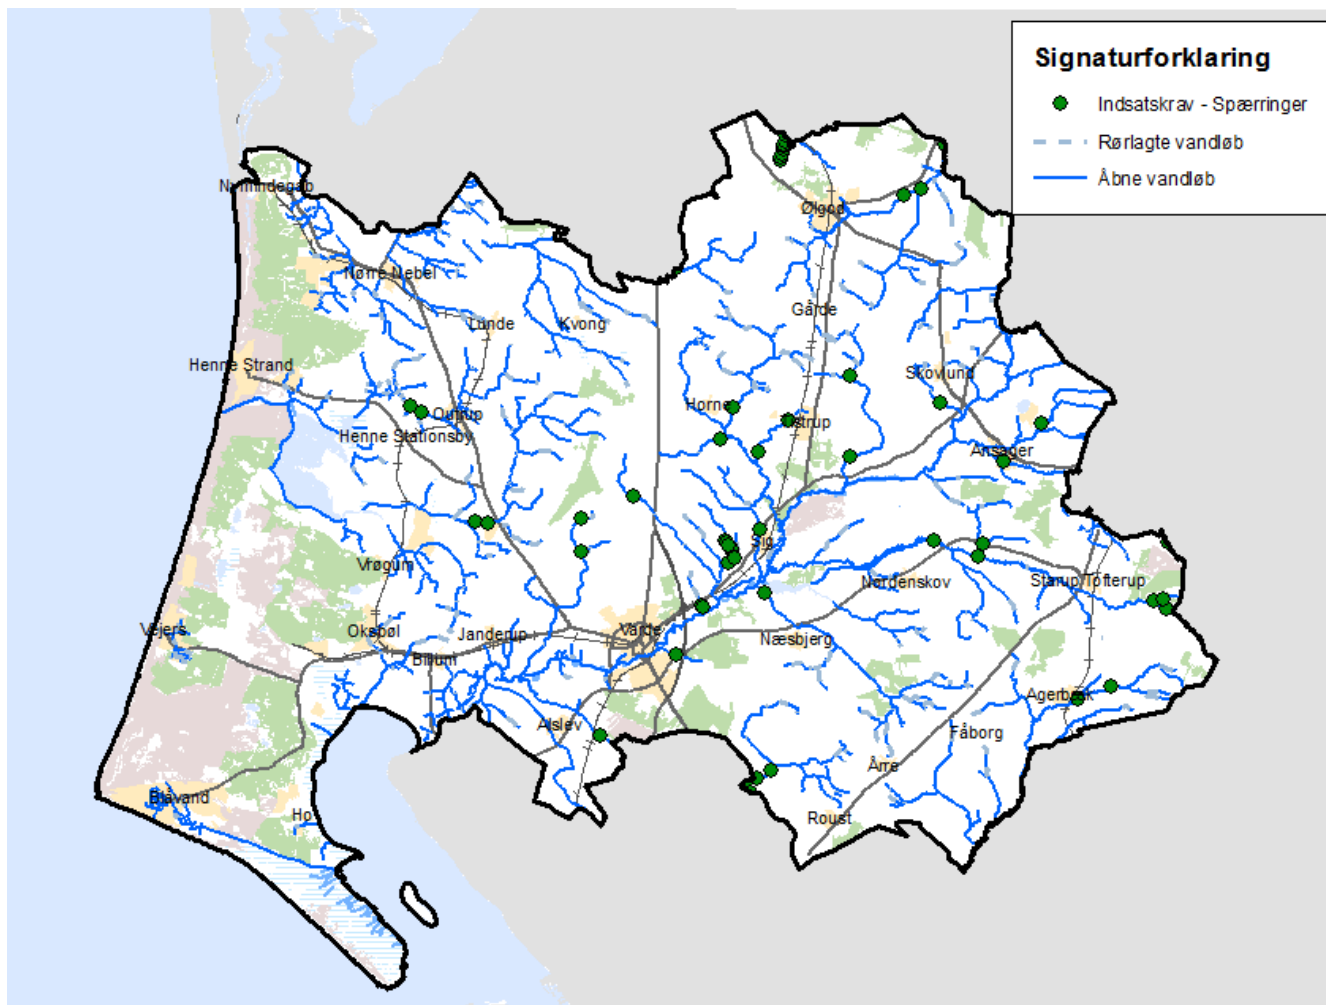 Signaturforklaring
Indsatskrav - Spærringer
Rørlagte vandløb
Åbne vandløb
Nymindegab
Ølgod
Nørre Nebel
Gårde
Lunde
Kvong
Henne Strand
Skovlund
Horne
Outrup
Tistrup
Henne Stationsby
Ansager
Sig
Vrøgum
Nordenskov
Starup/Tofterup
Vejers
Oksbøl
Janderup
Varde
Næsbjerg
Billum
Agerbæk
Alslev
Fåborg
Årre
Blåvand
Ho
Roust